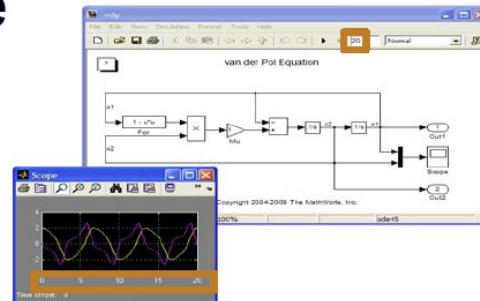 e
vdp
File Edit View Simulation Format Tools Help
20
Normal
?
van der Pol Equation
x1
1 - u*u
Fcn
x2
X
Mu
x2
1/s
1/s
x1
1
Out1
Scope
2
Out2
Copyright 2004-2008 The MathWorks, Inc.
100%
ode45
Scope
4
2
0
-2
0 5 10 15 20
Time offset: 0